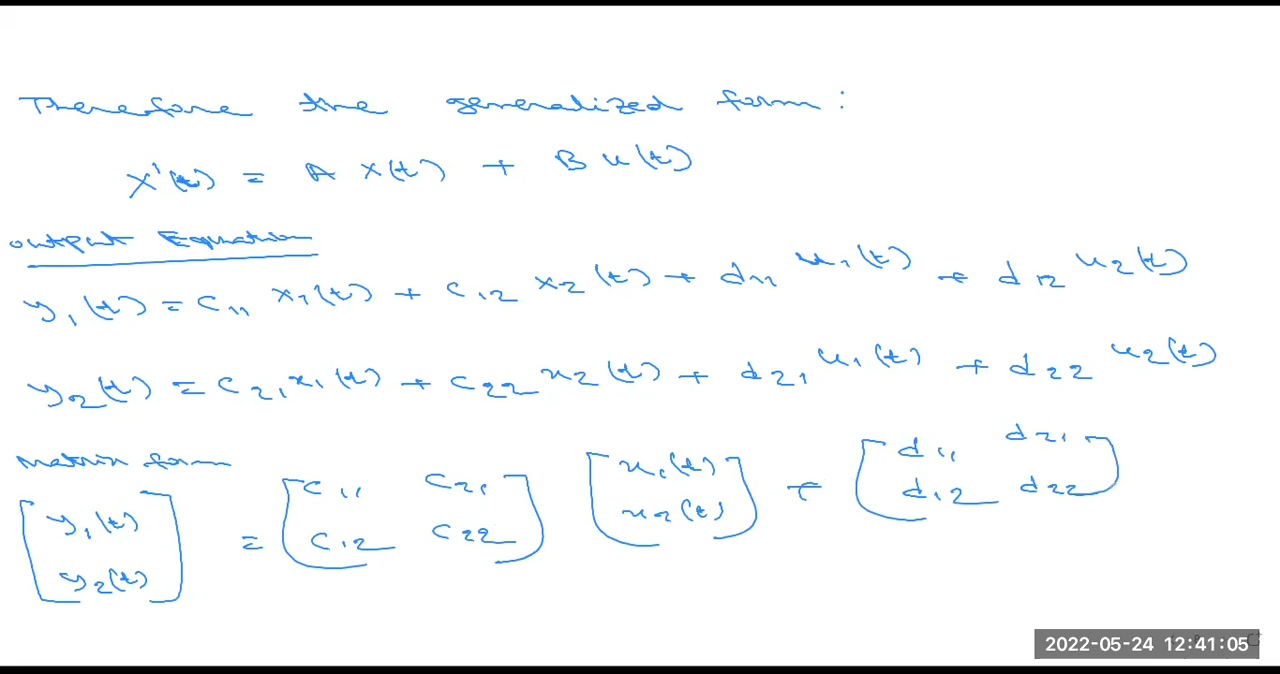 Therefore the generalized form:
X'(t) = A X(t) + B u(t)
output Equation
y₁(t) = c₁₁ x₁(t) + c₁₂ x₂(t) + d₁₁ u₁(t) + d₁₂ u₂(t)
y₂(t) = c₂₁ x₁(t) + c₂₂ x₂(t) + d₂₁ u₁(t) + d₂₂ u₂(t)
Matrix form
[y₁(t) y₂(t)] = [c₁₁ c₂₁ c₁₂ c₂₂] [x₁(t) x₂(t)] + [d₁₁ d₂₁ d₁₂ d₂₂]
2022-05-24 12:41:05